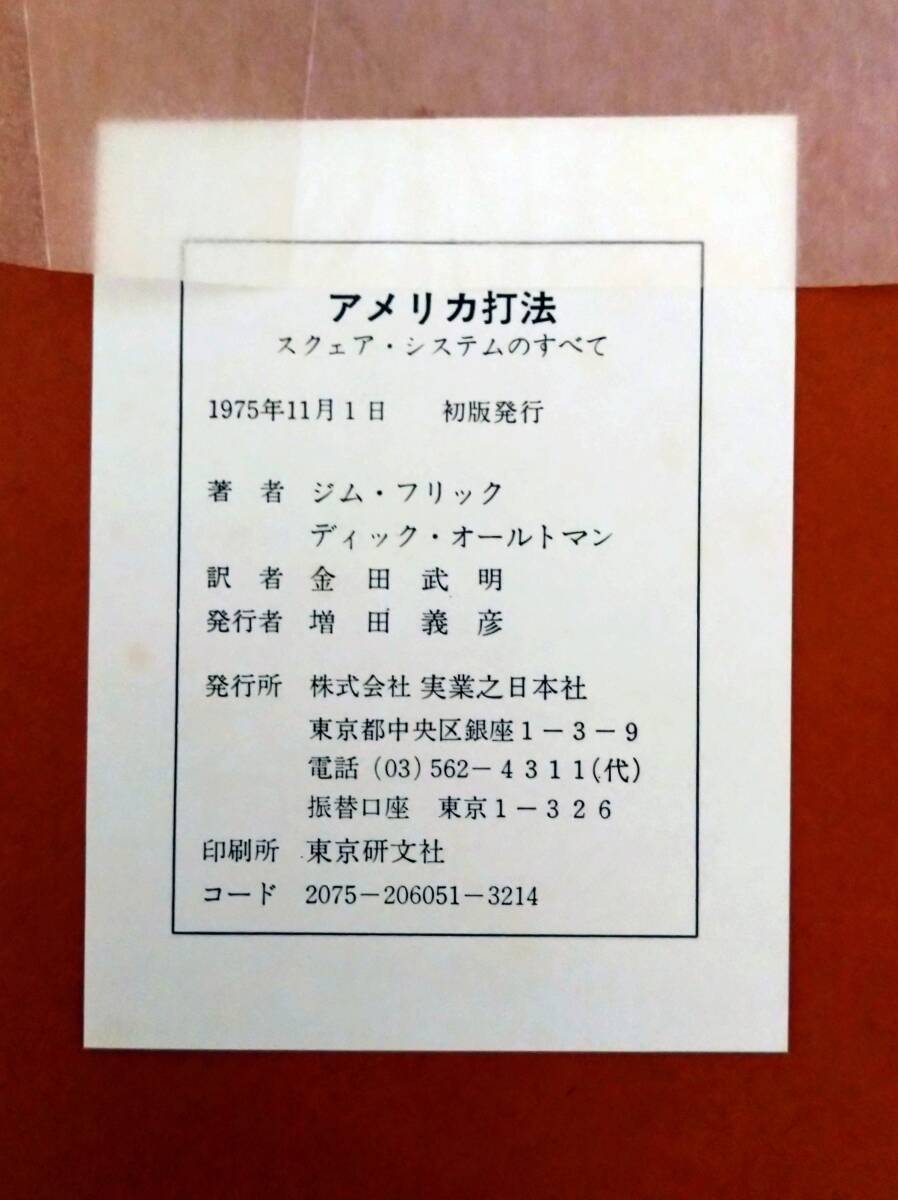 アメリカ打法
スクェア・システムのすべて
1975年11月1日　初版発行
著者　ジム・フリック
ディック・オールトマン
訳者　金田武明
発行者　増田義彦
発行所　株式会社 実業之日本社
東京都中央区銀座1-3-9
電話 (03) 562-4311(代)
振替口座　東京1-326
印刷所　東京研文社
コード　2075-206051-3214